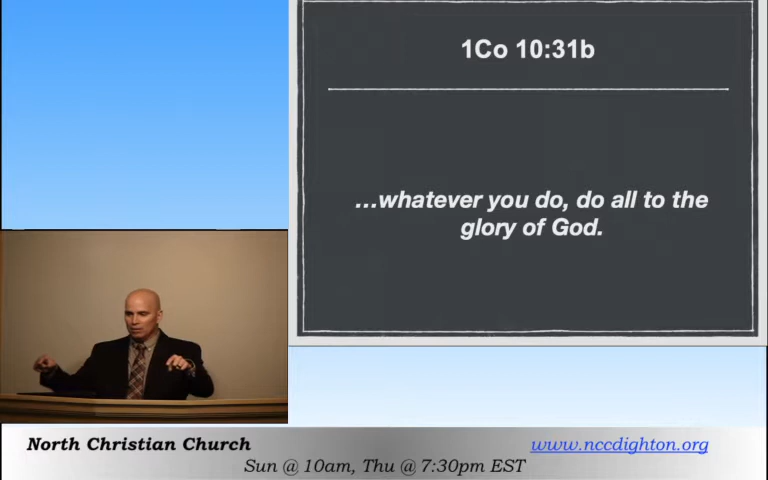 1Co 10:31b
...whatever you do, do all to the
glory of God.
North Christian Church
www.nccdighton.org
Sun @ 10am, Thu @ 7:30pm EST